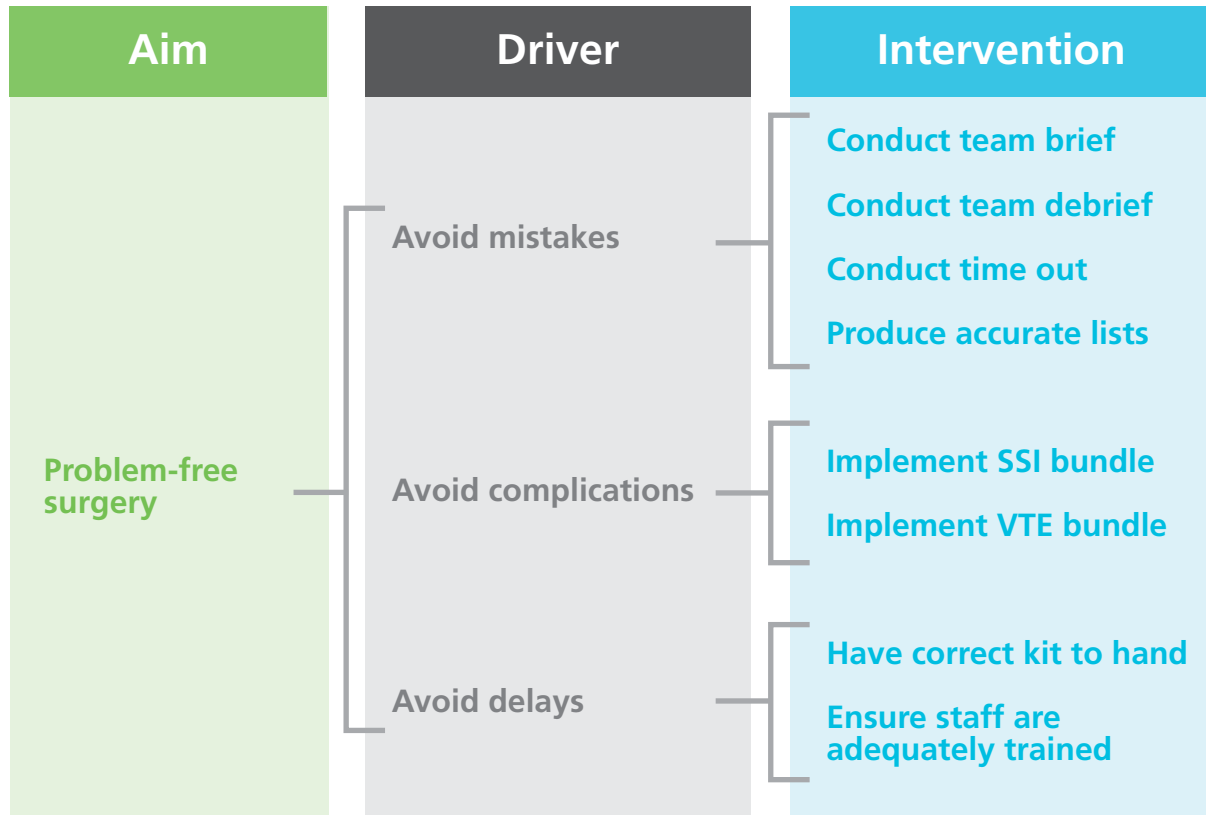 Aim
Driver
Intervention
Problem-free
surgery
Avoid mistakes
Avoid complications
Avoid delays
Conduct team brief
Conduct team debrief
Conduct time out
Produce accurate lists
Implement SSI bundle
Implement VTE bundle
Have correct kit to hand
Ensure staff are
adequately trained